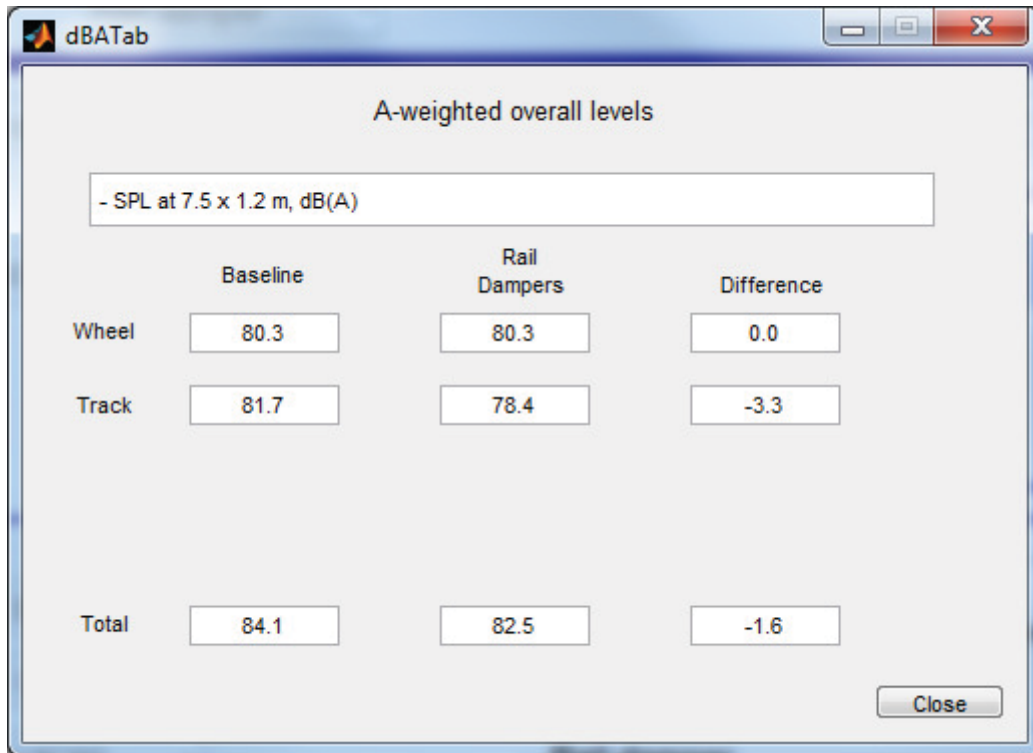 dBATab
A-weighted overall levels
- SPL at 7.5 x 1.2 m, dB(A)
Baseline
Rail
Dampers
Difference
Wheel 80.3 80.3 0.0
Track 81.7 78.4 -3.3
Total 84.1 82.5 -1.6
Close